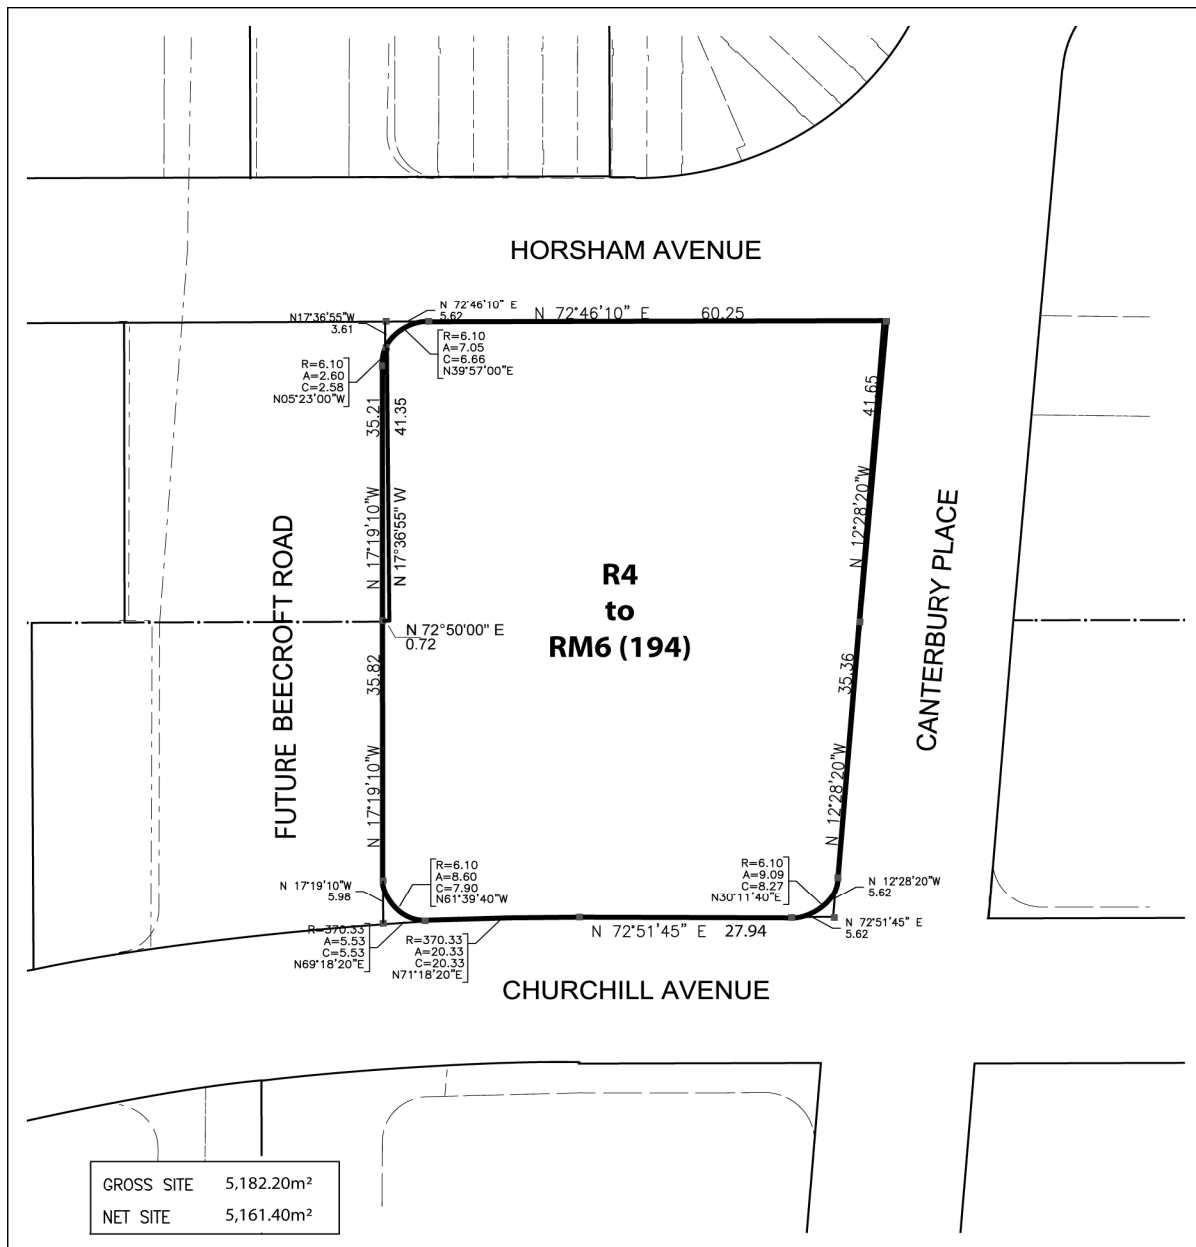 HORSHAM AVENUE
N 72°46'10" E
5.62
N17°36'55"W
3.61
N 72°46'10" E 60.25
R=6.10
A=7.05
C=6.66
N39°57'00"E
R=6.10
A=2.60
C=2.58
N05°23'00"W
35.21
41.35
41.65
N 17°19'10"W
N 17°36'55" W
N 12°28'20"W
FUTURE BEECROFT ROAD
CANTERBURY PLACE
R4
to
RM6 (194)
N 72°50'00" E
0.72
35.82
35.36
N 17°19'10"W
N 12°28'20"W
R=6.10
A=8.60
C=7.90
N61°39'40"W
R=6.10
A=9.09
C=8.27
N30°11'40"E
N 17°19'10"W
5.98
N 12°28'20"W
5.62
N 72°51'45" E
5.62
R=370.33
A=5.53
C=5.53
N69°18'20"E
R=370.33
A=20.33
C=20.33
N71°18'20"E
N 72°51'45" E 27.94
CHURCHILL AVENUE
GROSS SITE 5,182.20m²
NET SITE 5,161.40m²